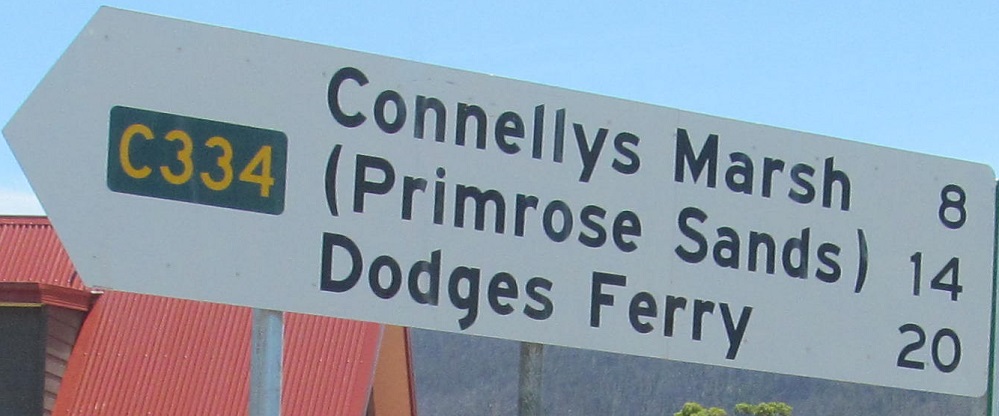 C334
Connellys Marsh 8
(Primrose Sands) 14
Dodges Ferry 20